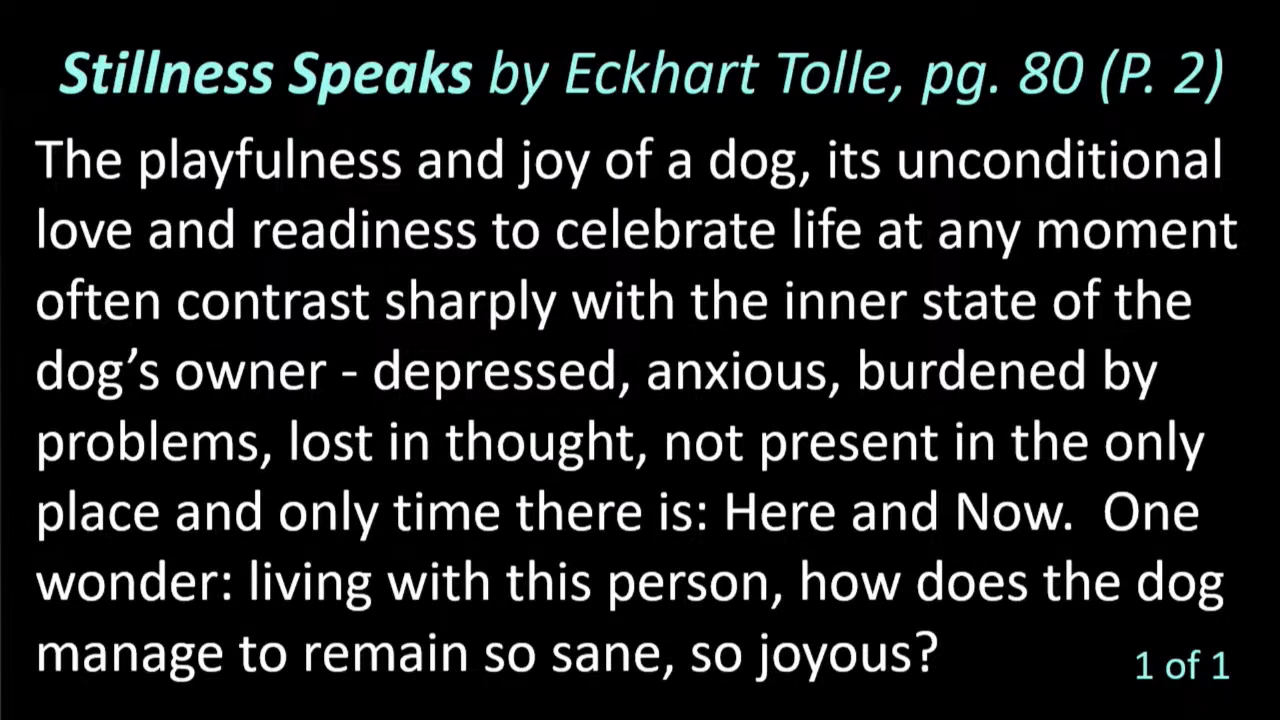 Stillness Speaks by Eckhart Tolle, pg. 80 (P. 2)
The playfulness and joy of a dog, its unconditional
love and readiness to celebrate life at any moment
often contrast sharply with the inner state of the
dog’s owner - depressed, anxious, burdened by
problems, lost in thought, not present in the only
place and only time there is: Here and Now.  One
wonder: living with this person, how does the dog
manage to remain so sane, so joyous?
1 of 1